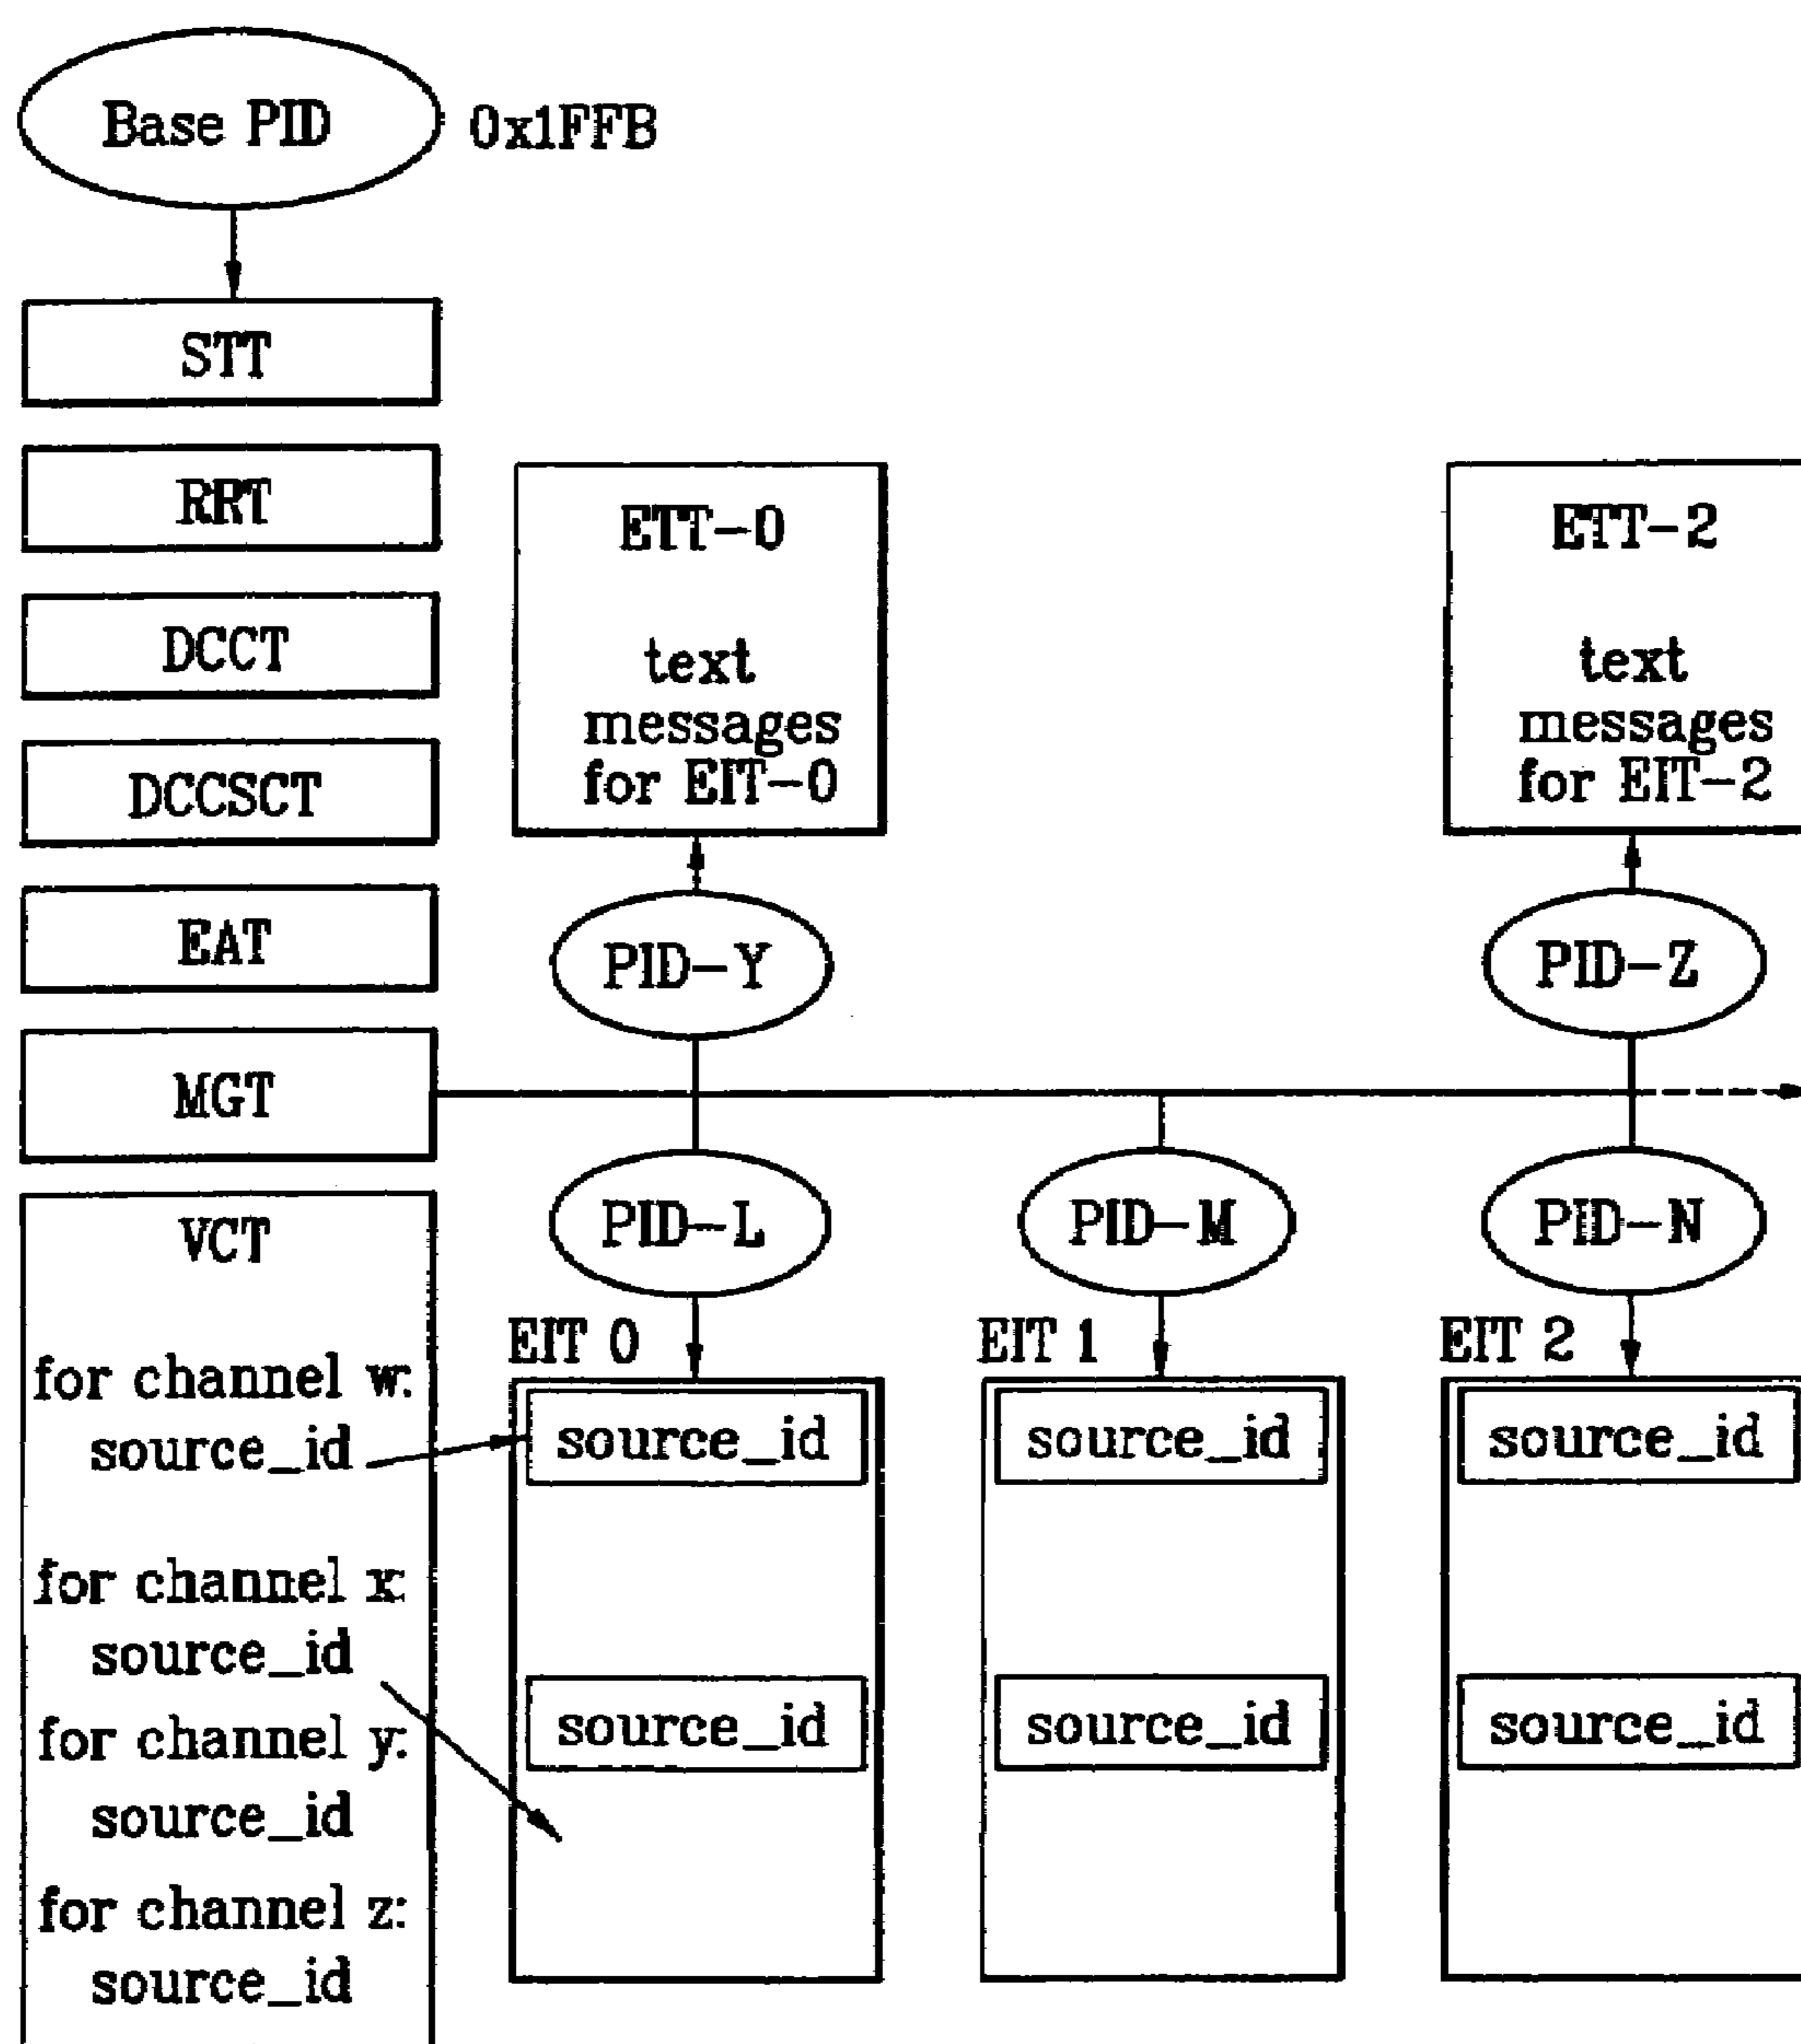 Base PID
0x1FFB
STT
RRT
DCCT
DCCSCT
EAT
MGT
VCT
for channel w:
source_id
for channel x:
source_id
for channel y:
source_id
for channel z:
source_id
ETT-0
text
messages
for EIT-0
PID-Y
PID-L
EIT 0
source_id
source_id
PID-M
EIT 1
source_id
source_id
ETT-2
text
messages
for EIT-2
PID-Z
PID-N
EIT 2
source_id
source_id